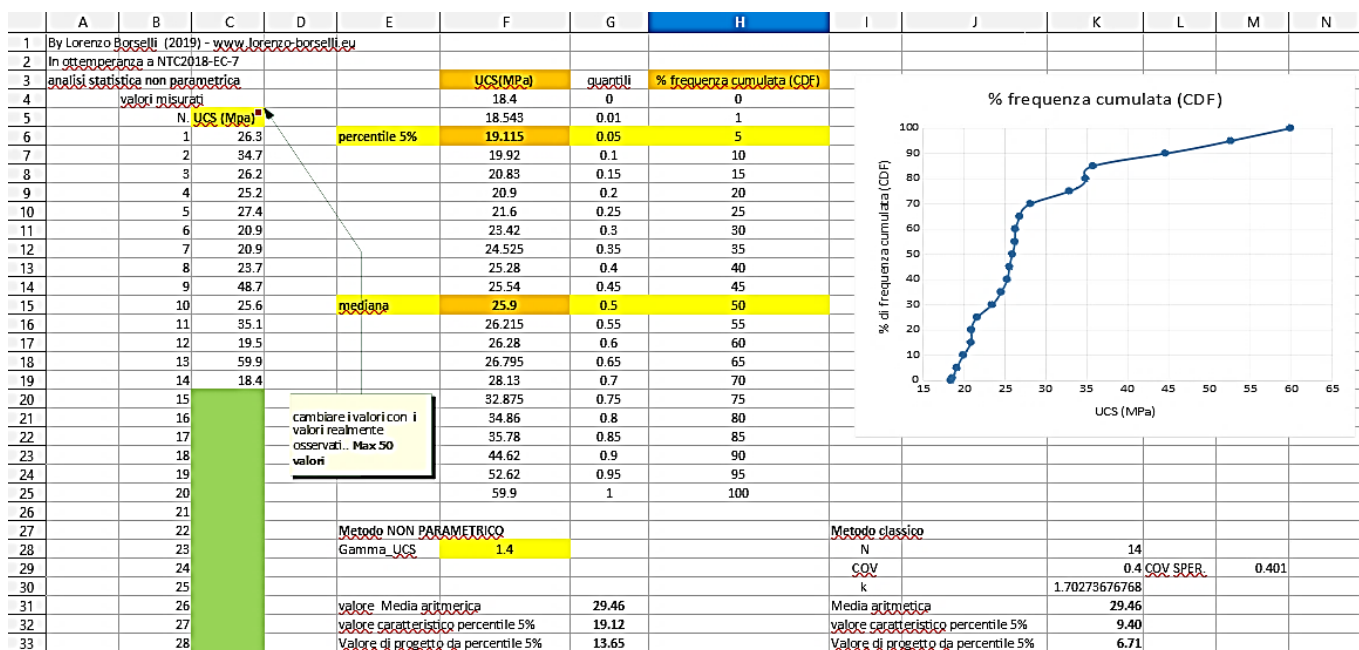 A B C D E F G H I J K L M N
1 By Lorenzo Borselli (2019) - www.lorenzo-borselli.eu
2 In ottemperanza a NTC2018-EC-7
3 analisi statistica non parametrica UCS(MPa) quantili % frequenza cumulata (CDF)
4 valori misurati 18.4 0 0
5 N. UCS (Mpa) 18.543 0.01 1
6 1 26.3 percentile 5% 19.115 0.05 5
7 2 34.7 19.92 0.1 10
8 3 26.2 20.83 0.15 15
9 4 25.2 20.9 0.2 20
10 5 27.4 21.6 0.25 25
11 6 20.9 23.42 0.3 30
12 7 20.9 24.525 0.35 35
13 8 23.7 25.28 0.4 40
14 9 48.7 25.54 0.45 45
15 10 25.6 mediana 25.9 0.5 50
16 11 35.1 26.215 0.55 55
17 12 19.5 26.28 0.6 60
18 13 59.9 26.795 0.65 65
19 14 18.4 28.13 0.7 70
20 15 32.875 0.75 75
21 16 34.86 0.8 80
22 17 35.78 0.85 85
23 18 44.62 0.9 90
24 19 52.62 0.95 95
25 20 59.9 1 100
26 21
27 22 Metodo NON PARAMETRICO Metodo classico
28 23 Gamma_UCS 1.4 N 14
29 24 COV 0.4 COV SPER. 0.401
30 25 k 1.70273676768
31 26 valore Media aritmerica 29.46 Media aritmetica 29.46
32 27 valore caratteristico percentile 5% 19.12 valore caratteristico percentile 5% 9.40
33 28 Valore di progetto da percentile 5% 13.65 Valore di progetto da percentile 5% 6.71
cambiare i valori con i
valori realmente
osservati.. Max 50
valori
% frequenza cumulata (CDF)
% di frequenza cumulata (CDF)
100
90
80
70
60
50
40
30
20
10
0
15 20 25 30 35 40 45 50 55 60 65
UCS (MPa)